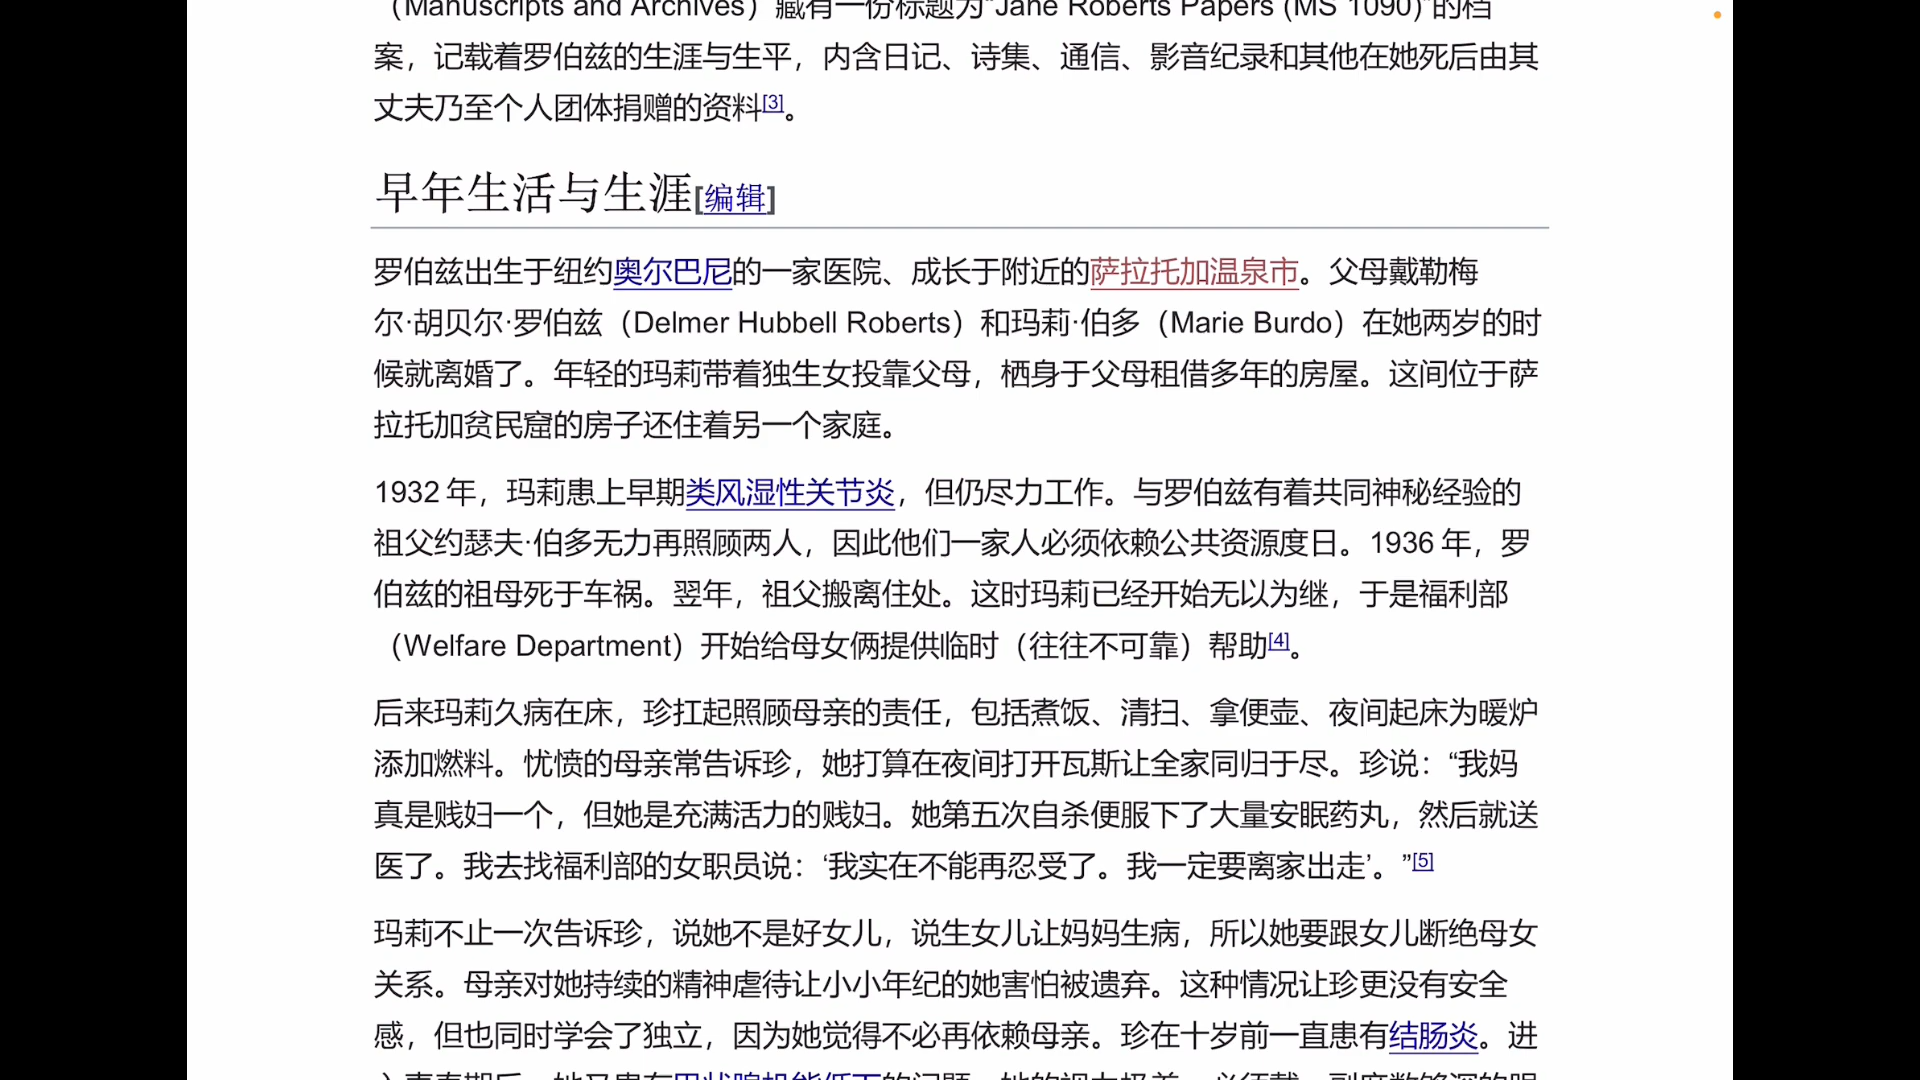 （Manuscripts and Archives）藏有一份标题为“Jane Roberts Papers (MS 1090)”的档
案，记载着罗伯兹的生涯与生平，内含日记、诗集、通信、影音纪录和其他在她死后由其
丈夫乃至个人团体捐赠的资料[3]。
早年生活与生涯[编辑]
罗伯兹出生于纽约奥尔巴尼的一家医院、成长于附近的萨拉托加温泉市。父母戴勒梅
尔·胡贝尔·罗伯兹（Delmer Hubbell Roberts）和玛莉·伯多（Marie Burdo）在她两岁的时
候就离婚了。年轻的玛莉带着独生女投靠父母，栖身于父母租借多年的房屋。这间位于萨
拉托加贫民窟的房子还住着另一个家庭。
1932 年，玛莉患上早期类风湿性关节炎，但仍尽力工作。与罗伯兹有着共同神秘经验的
祖父约瑟夫·伯多无力再照顾两人，因此他们一家人必须依赖公共资源度日。1936 年，罗
伯兹的祖母死于车祸。翌年，祖父搬离住处。这时玛莉已经开始无以为继，于是福利部
（Welfare Department）开始给母女俩提供临时（往往不可靠）帮助[4]。
后来玛莉久病在床，珍扛起照顾母亲的责任，包括煮饭、清扫、拿便壶、夜间起床为暖炉
添加燃料。忧愤的母亲常告诉珍，她打算在夜间打开瓦斯让全家同归于尽。珍说：“我妈
真是贱妇一个，但她是充满活力的贱妇。她第五次自杀便服下了大量安眠药丸，然后就送
医了。我去找福利部的女职员说：‘我实在不能再忍受了。我一定要离家出走’。”[5]
玛莉不止一次告诉珍，说她不是好女儿，说生女儿让妈妈生病，所以她要跟女儿断绝母女
关系。母亲对她持续的精神虐待让小小年纪的她害怕被遗弃。这种情况让珍更没有安全
感，但也同时学会了独立，因为她觉得不必再依赖母亲。珍在十岁前一直患有结肠炎。进